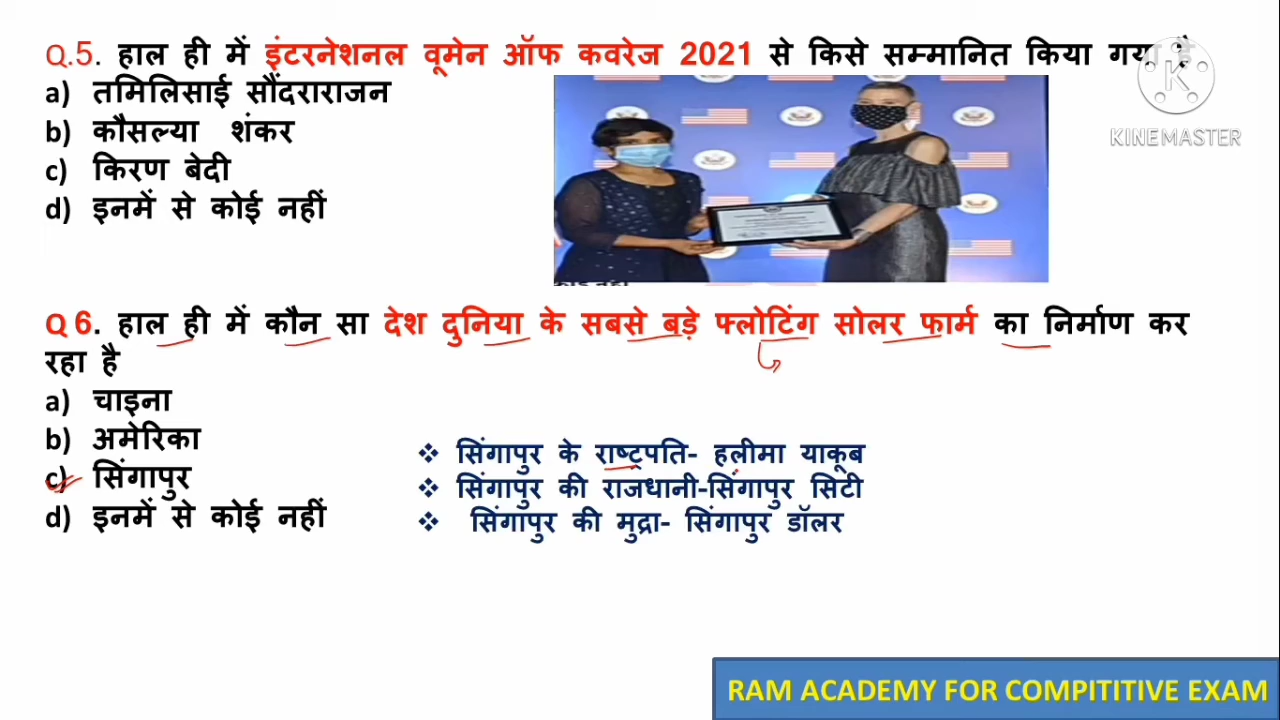 Q.5. हाल ही में इंटरनेशनल वूमेन ऑफ कवरेज 2021 से किसे सम्मानित किया गया है
a) तमिलिसाई सौंदराराजन
b) कौसल्या शंकर
c) किरण बेदी
d) इनमें से कोई नहीं
K
KINEMASTER
Q 6. हाल ही में कौन सा देश दुनिया के सबसे बड़े फ्लोटिंग सोलर फार्म का निर्माण कर
रहा है
a) चाइना
b) अमेरिका
c) सिंगापुर
d) इनमें से कोई नहीं
❖ सिंगापुर के राष्ट्रपति- हलीमा याकूब
❖ सिंगापुर की राजधानी-सिंगापुर सिटी
❖ सिंगापुर की मुद्रा- सिंगापुर डॉलर
RAM ACADEMY FOR COMPITITIVE EXAM